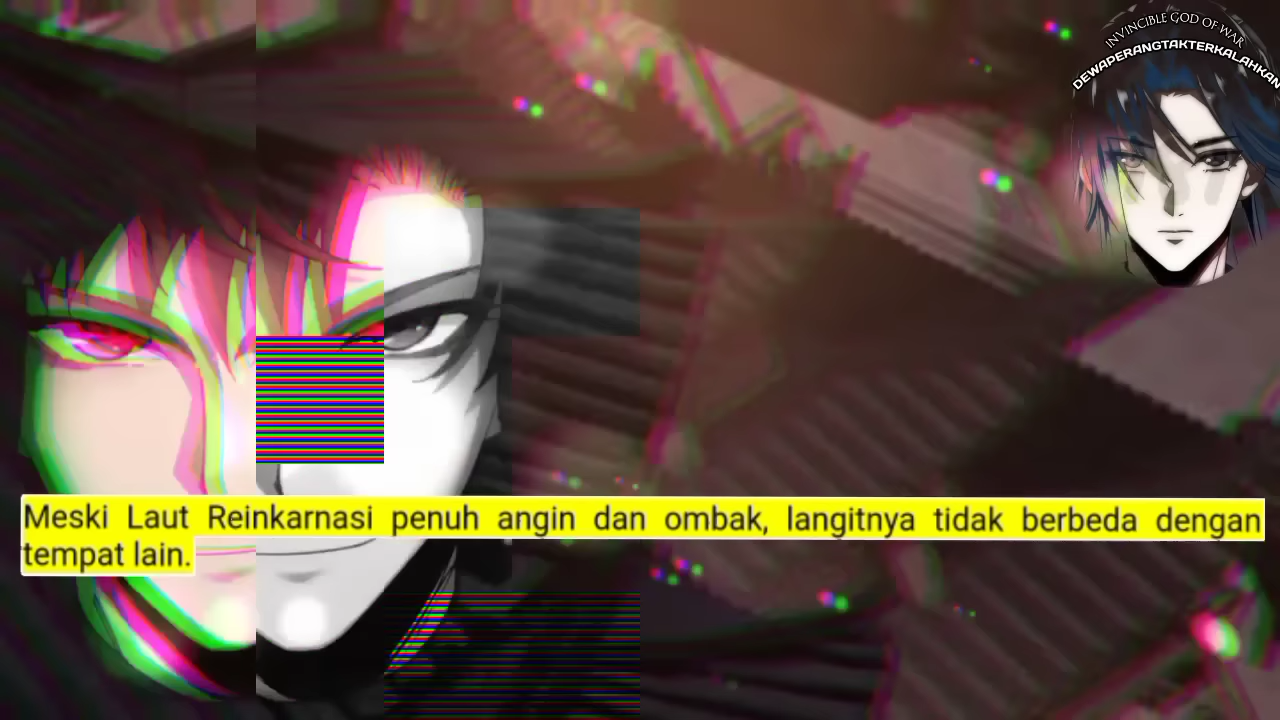 INVINCIBLE GOD OF WAR
DEWAPERANGTAKTERKALAHKAN
Meski Laut Reinkarnasi penuh angin dan ombak, langitnya tidak berbeda dengan
tempat lain.